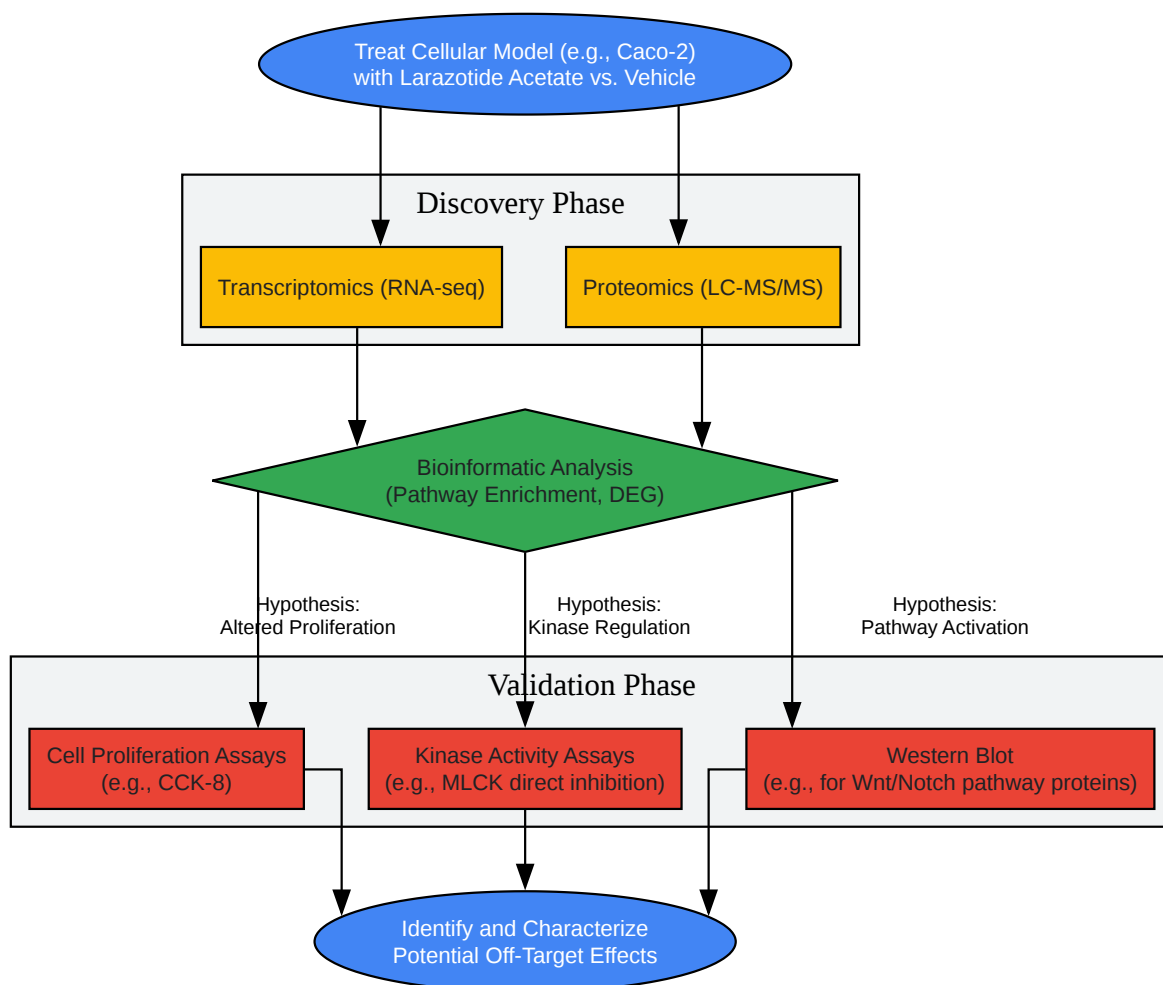 Treat Cellular Model (e.g., Caco-2)
with Larazotide Acetate vs. Vehicle
Discovery Phase
Transcriptomics (RNA-seq)
Proteomics (LC-MS/MS)
Bioinformatic Analysis
(Pathway Enrichment, DEG)
Hypothesis:
Altered Proliferation
Hypothesis:
Kinase Regulation
Hypothesis:
Pathway Activation
Validation Phase
Cell Proliferation Assays
(e.g., CCK-8)
Kinase Activity Assays
(e.g., MLCK direct inhibition)
Western Blot
(e.g., for Wnt/Notch pathway proteins)
Identify and Characterize
Potential Off-Target Effects